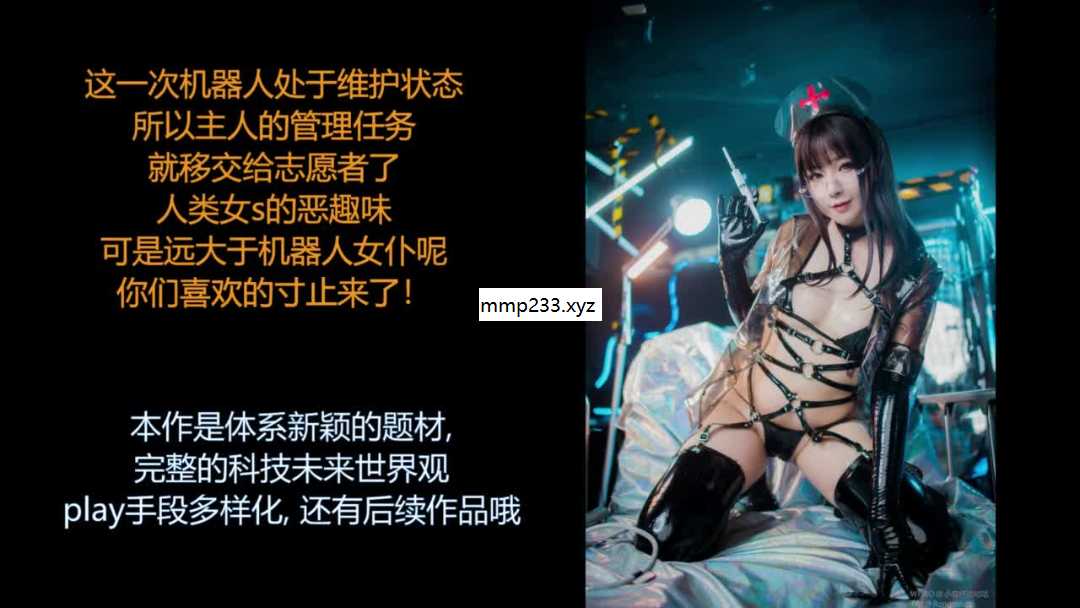 这一次机器人处于维护状态
所以主人的管理任务
就移交给志愿者了
人类女s的恶趣味
可是远大于机器人女仆呢
你们喜欢的寸止来了！
mmp233.xyz
本作是体系新颖的题材,
完整的科技未来世界观
play手段多样化, 还有后续作品哦